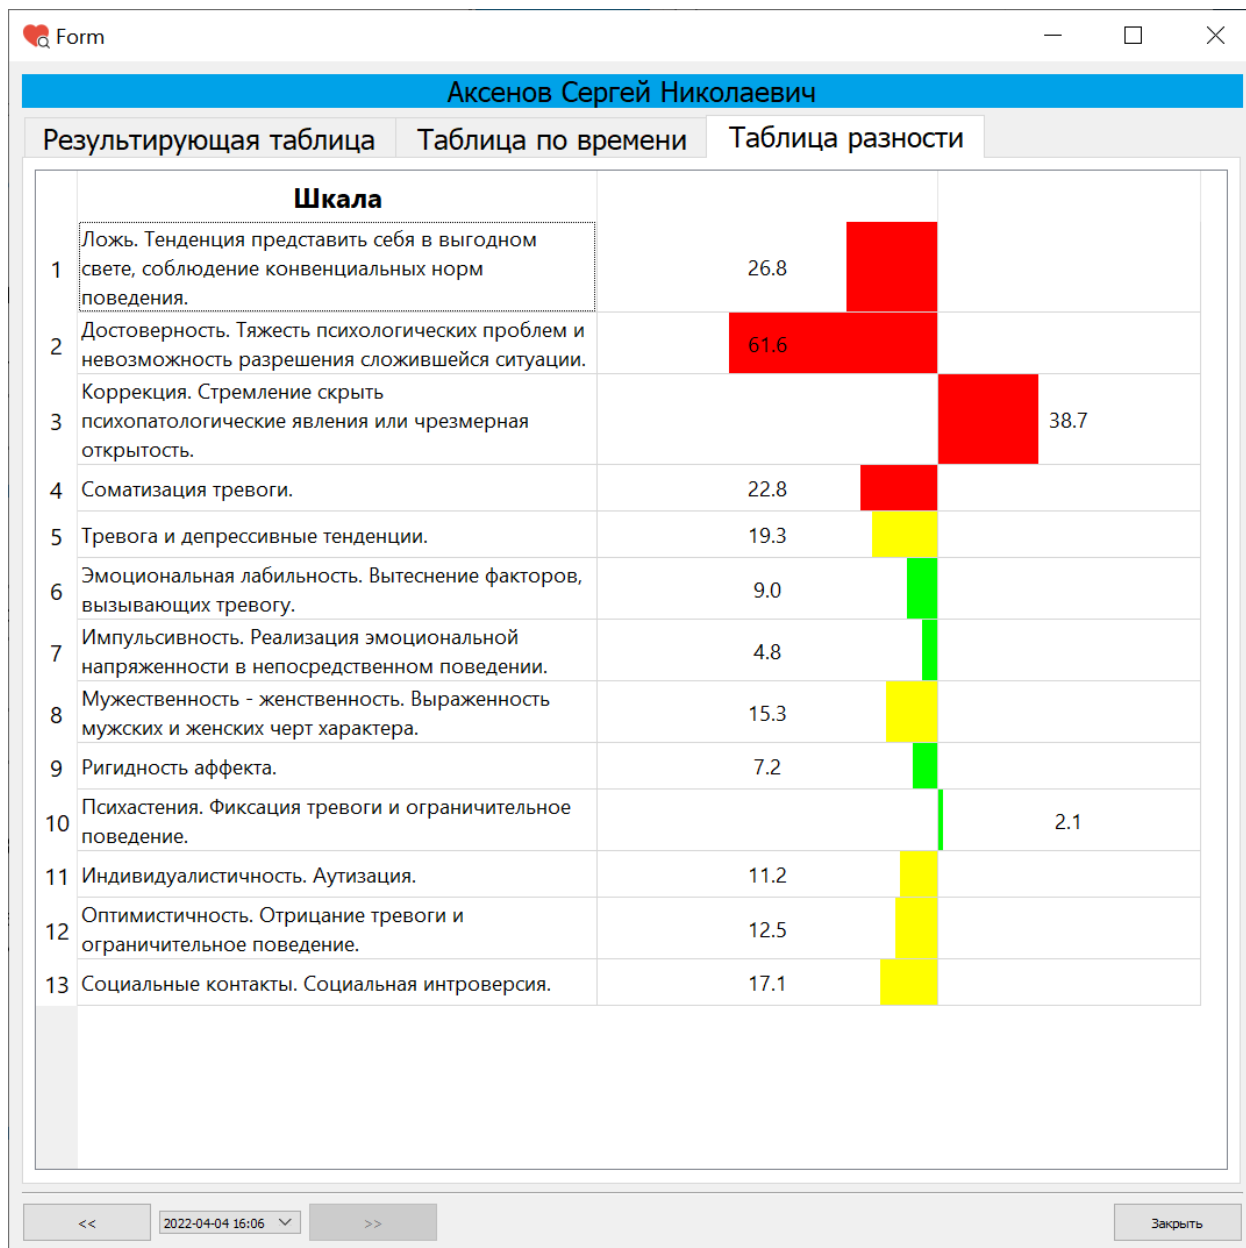 Form
Аксенов Сергей Николаевич
Результирующая таблица Таблица по времени Таблица разности
Шкала
1 Ложь. Тенденция представить себя в выгодном
свете, соблюдение конвенциальных норм
поведения. 26.8
2 Достоверность. Тяжесть психологических проблем и
невозможность разрешения сложившейся ситуации. 61.6
3 Коррекция. Стремление скрыть
психопатологические явления или чрезмерная
открытость. 38.7
4 Соматизация тревоги. 22.8
5 Тревога и депрессивные тенденции. 19.3
6 Эмоциональная лабильность. Вытеснение факторов,
вызывающих тревогу. 9.0
7 Импульсивность. Реализация эмоциональной
напряженности в непосредственном поведении. 4.8
8 Мужественность - женственность. Выраженность
мужских и женских черт характера. 15.3
9 Ригидность аффекта. 7.2
10 Психастения. Фиксация тревоги и ограничительное
поведение. 2.1
11 Индивидуалистичность. Аутизация. 11.2
12 Оптимистичность. Отрицание тревоги и
ограничительное поведение. 12.5
13 Социальные контакты. Социальная интроверсия. 17.1
<< 2022-04-04 16:06 >> Закрыть